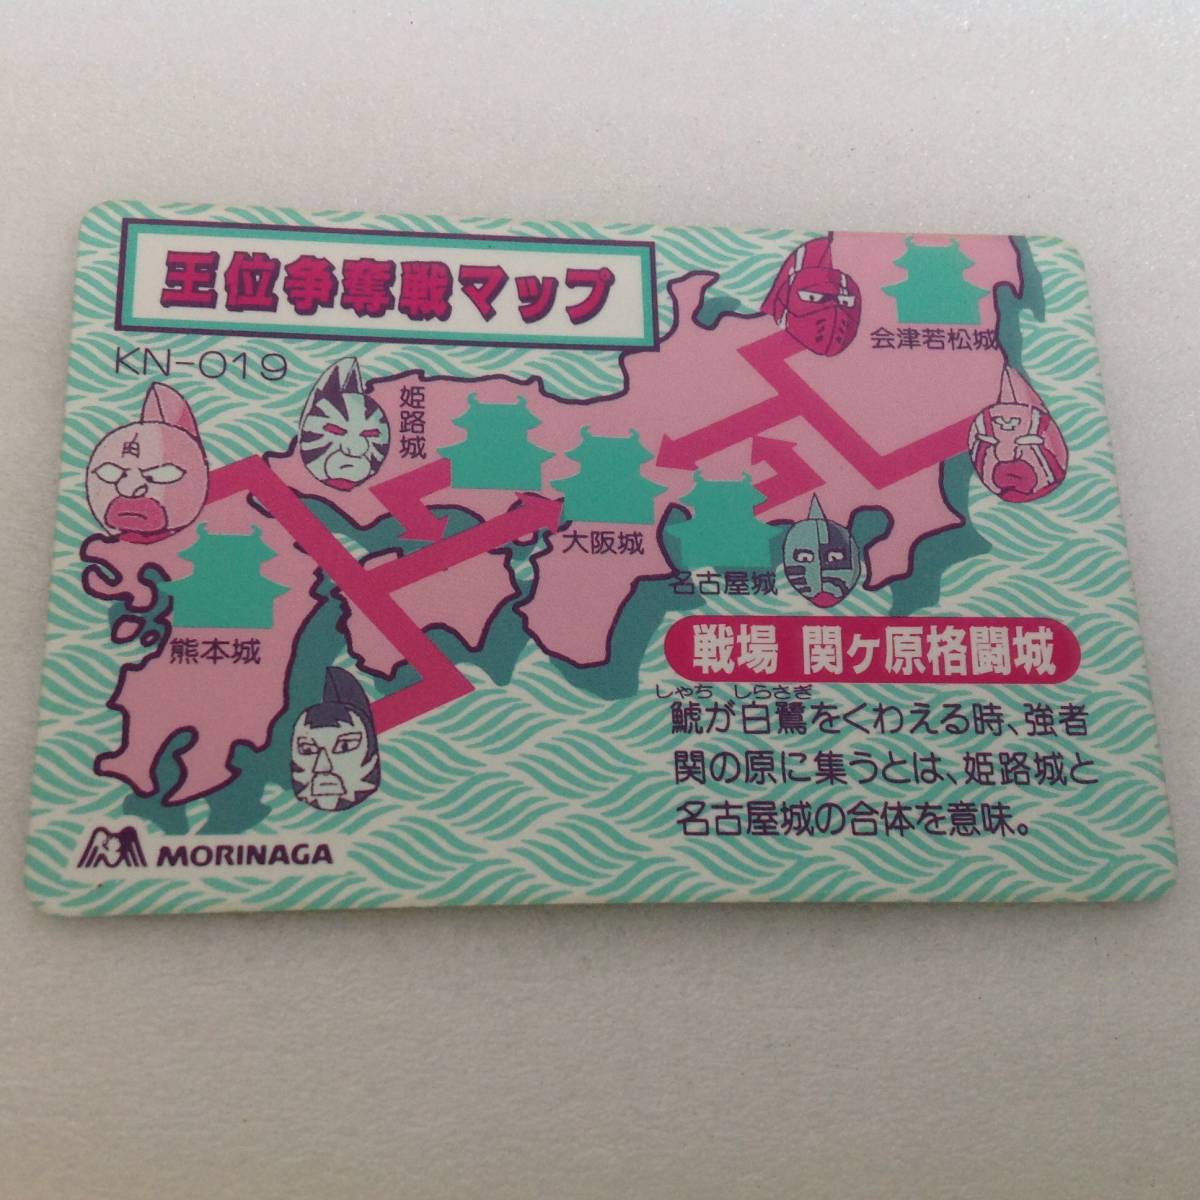 王位争奪戦マップ
KN-019
会津若松城
姫路城
大阪城
名古屋城
熊本城
肉
戦場 関ヶ原格闘城
しゃち しらさぎ
鯱が白鷺をくわえる時、強者
関の原に集うとは、姫路城と
名古屋城の合体を意味。
MORINAGA